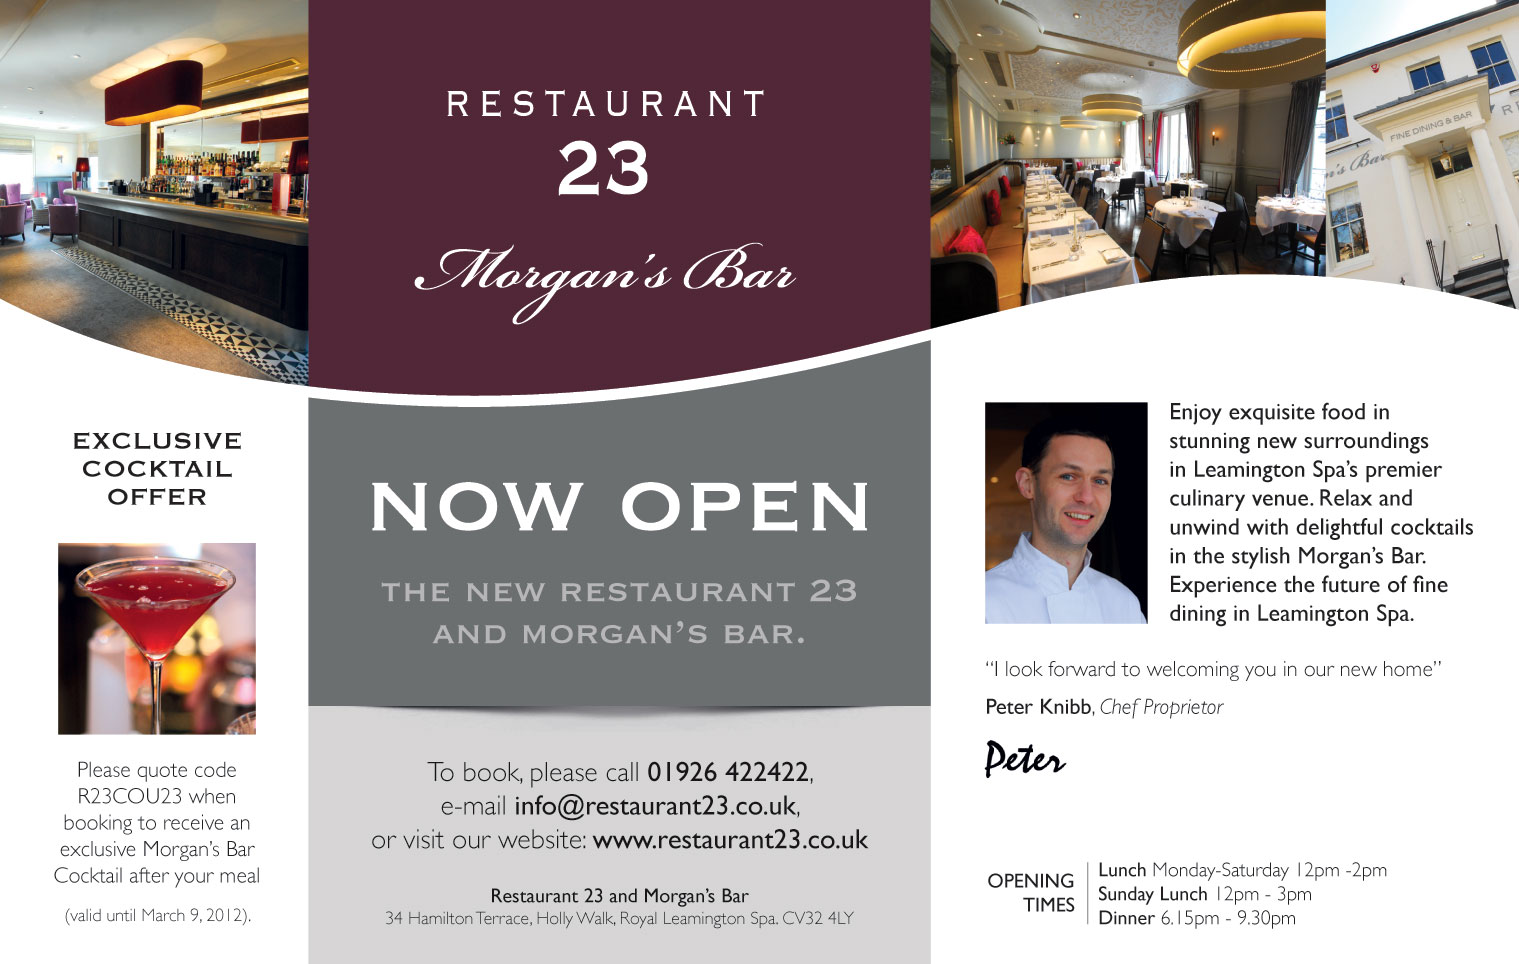 RESTAURANT
23
Morgan's Bar
FINE DINING & BAR
n's Bar
R E
EXCLUSIVE
COCKTAIL
OFFER
Please quote code
R23COU23 when
booking to receive an
exclusive Morgan's Bar
Cocktail after your meal
(valid until March 9, 2012).
NOW OPEN
THE NEW RESTAURANT 23
AND MORGAN'S BAR.
To book, please call 01926 422422,
e-mail info@restaurant23.co.uk,
or visit our website: www.restaurant23.co.uk
Restaurant 23 and Morgan's Bar
34 Hamilton Terrace, Holly Walk, Royal Leamington Spa. CV32 4LY
Enjoy exquisite food in
stunning new surroundings
in Leamington Spa's premier
culinary venue. Relax and
unwind with delightful cocktails
in the stylish Morgan's Bar.
Experience the future of fine
dining in Leamington Spa.
“I look forward to welcoming you in our new home”
Peter Knibb, Chef Proprietor
Peter
OPENING
TIMES
Lunch Monday-Saturday 12pm -2pm
Sunday Lunch 12pm - 3pm
Dinner 6.15pm - 9.30pm